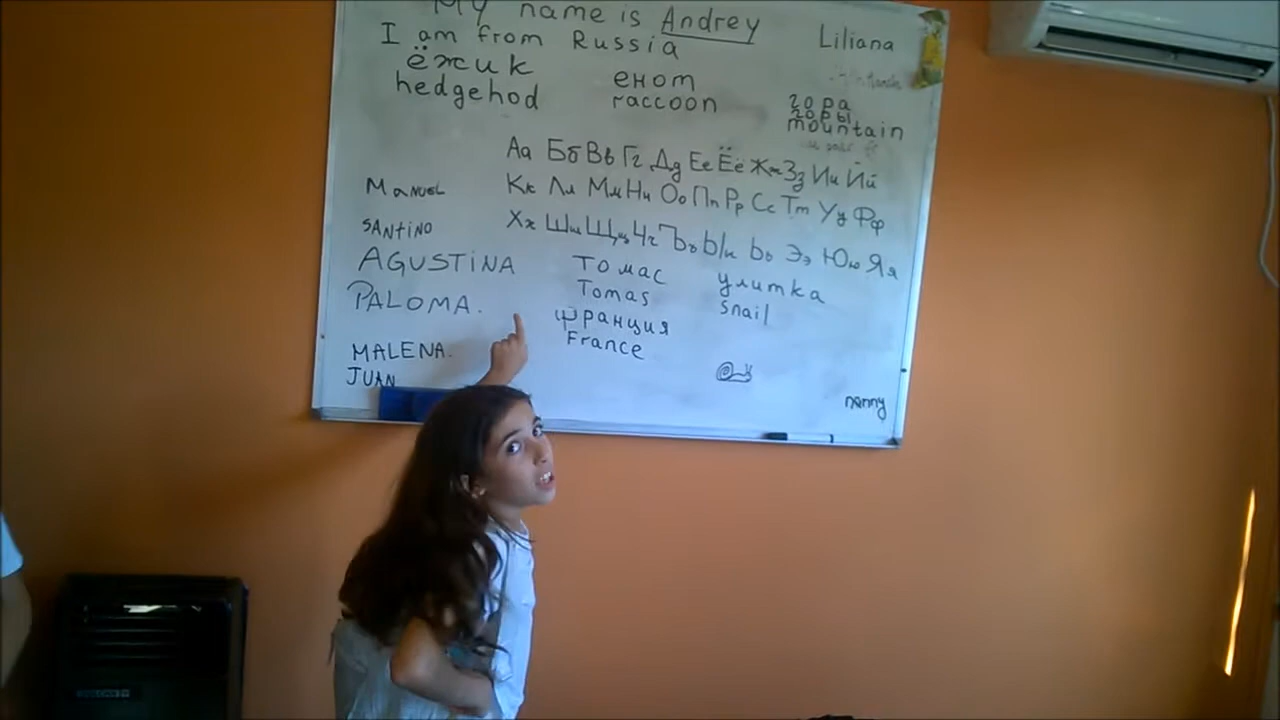 My name is Andrey
I am from Russia
Liliana
ёжик
hedgehod
енот
raccoon
гора
горы
mountain
Аа Бб Вв Гг Дд Ее Ёё Жж Зз Ии Йй
Кк Лл Мм Нн Оо Пп Рр Сс Тт Уу Фф
Хх Шш Щщ Чч Ъъ Ыы Ьь Ээ Юю Яя
MANUEL
SANTINO
AGUSTINA
PALOMA.
MALENA.
JUAN
Томас
Tomas
франция
France
улитка
snail
nenny